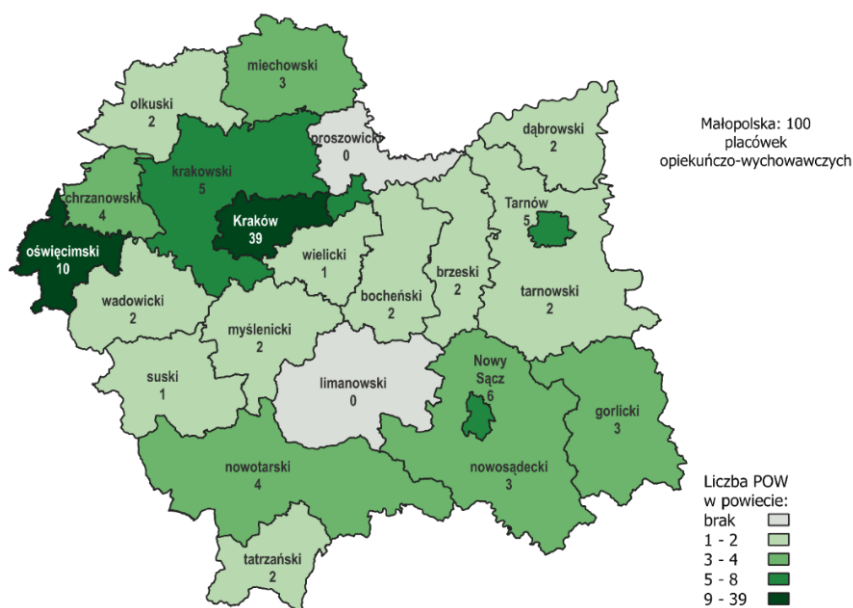 miechowski
3
olkuski
2
proszowicki
0
dąbrowski
2
Małopolska: 100
placówek
opiekuńczo-wychowawczych
krakowski
5
chrzanowski
4
Tarnów
5
Kraków
39
oświęcimski
10
wielicki
1
bocheński
2
brzeski
2
tarnowski
2
wadowicki
2
myślenicki
2
suski
1
limanowski
0
Nowy
Sącz
6
gorlicki
3
nowotarski
4
nowosądecki
3
tatrzański
2
Liczba POW
w powiecie:
brak
1 - 2
3 - 4
5 - 8
9 - 39